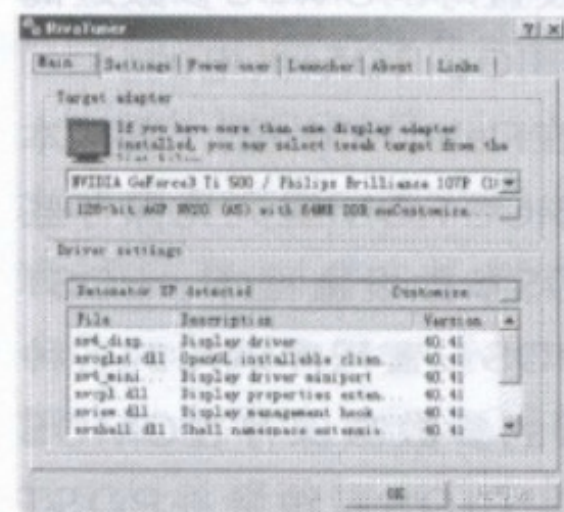 RivaTuner
Main Settings Power user Launcher About Links
Target adapter
If you have more than one display adapter
installed, you may select tweak target from the
NVIDIA GeForce3 Ti 500 / Philips Brilliance 107P
128-bit AGP NV20 (A5) with 64MB DDR Customize...
Driver settings
Detonator XP detected Customize
File Description Version
nv4_disp... Display driver 40.41
nvoglnt.dll OpenGL installable clien... 40.41
nv4_mini... Display driver miniport 40.41
nvcpl.dll Display properties exten... 40.41
nview.dll Display management hook 40.41
nvshell.dll Shell namespace extensio 40.41
OK